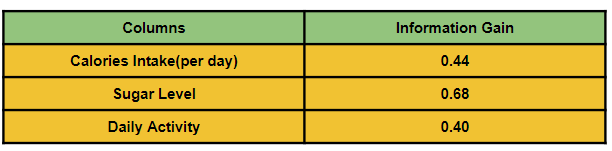 Columns Information Gain
Calories Intake(per day) 0.44
Sugar Level 0.68
Daily Activity 0.40